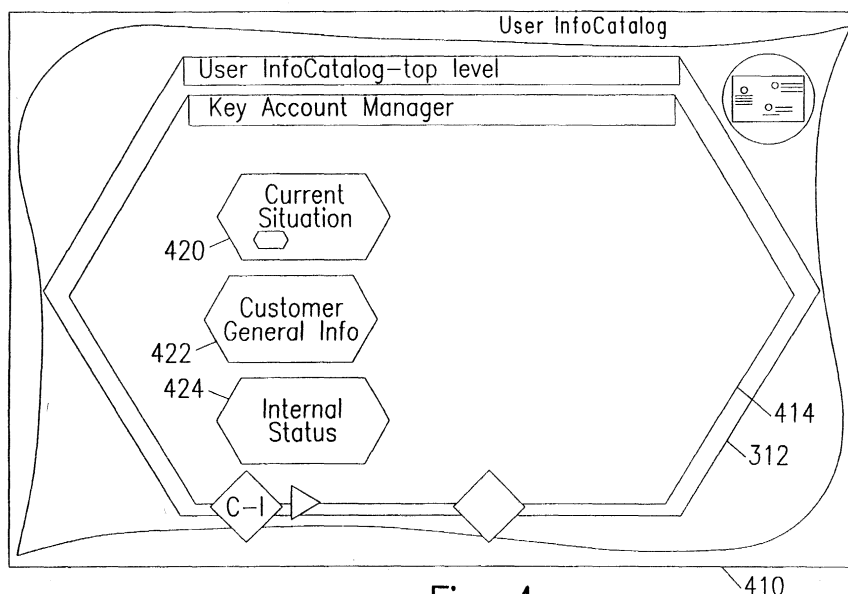 User InfoCatalog
User InfoCatalog-top level
Key Account Manager
Current
Situation
420
Customer
General Info
422
424
Internal
Status
414
312
C-I
410